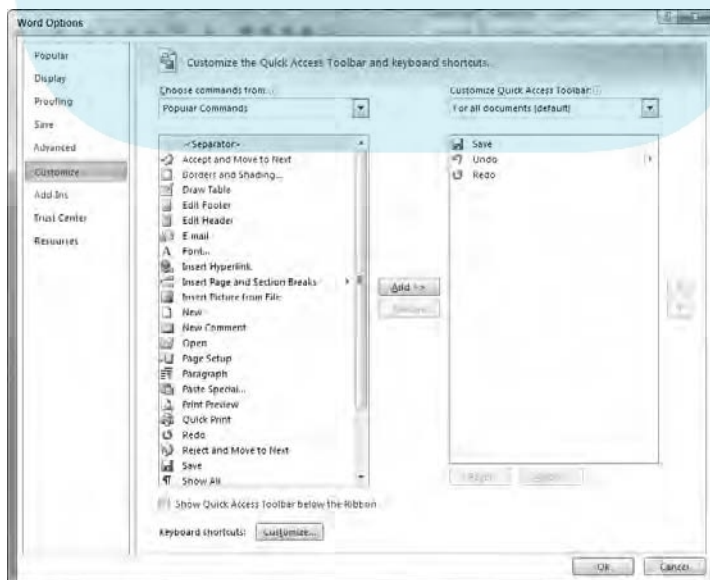 Word Options
Popular
Display
Proofing
Save
Advanced
Customize
Add-Ins
Trust Center
Resources
Customize the Quick Access Toolbar and keyboard shortcuts.
Choose commands from:
Popular Commands
<Separator>
Accept and Move to Next
Borders and Shading...
Draw Table
Edit Footer
Edit Header
E-mail
Font...
Insert Hyperlink
Insert Page and Section Breaks
Insert Picture from File
New
New Comment
Open
Page Setup
Paragraph
Paste Special...
Print Preview
Quick Print
Redo
Reject and Move to Next
Save
Show All
Add >>
Remove
Customize Quick Access Toolbar:
For all documents (default)
Save
Undo
Redo
Show Quick Access Toolbar below the Ribbon
Keyboard shortcuts: Customize...
OK Cancel